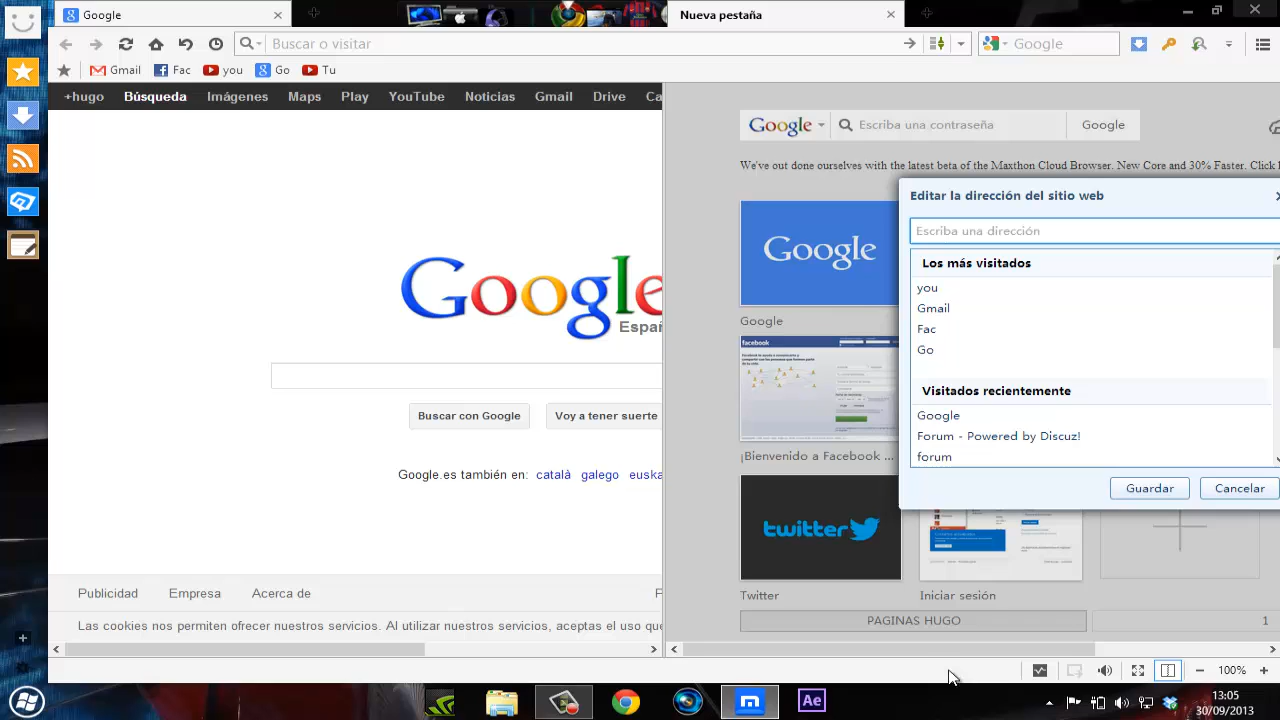 Google
Nueva pestaña
Buscar o visitar
Google
Gmail
Fac
you
Go
Tu
+hugo Búsqueda Imágenes Maps Play YouTube Noticias Gmail Drive Ca
Google
Españ
Buscar con Google
Voy a tener suerte
Google.es también en: català galego euska
Publicidad Empresa Acerca de P
Las cookies nos permiten ofrecer nuestros servicios. Al utilizar nuestros servicios, aceptas el uso que
Google
Escriba una contraseña
Google
We've out done ourselves with the latest beta of the Maxthon Cloud Browser. New Core and 30% Faster. Click
Google
Google
facebook
¡Bienvenido a Facebook ...
twitter
Twitter
Iniciar sesión
PAGINAS HUGO
1
Editar la dirección del sitio web
Escriba una dirección
Los más visitados
you
Gmail
Fac
Go
Visitados recientemente
Google
Forum - Powered by Discuz!
forum
Guardar
Cancelar
100%
Ae
13:05
30/09/2013